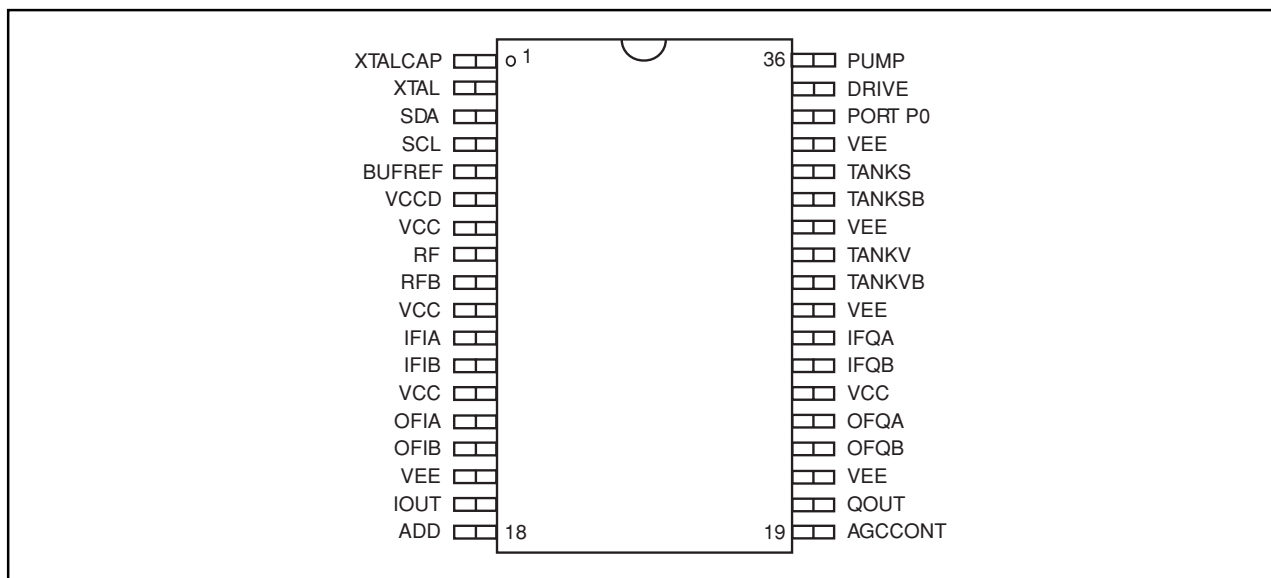 XTALCAP 1 36 PUMP
XTAL DRIVE
SDA PORT P0
SCL VEE
BUFREF TANKS
VCCD TANKSB
VCC VEE
RF TANKV
RFB TANKVB
VCC VEE
IFIA IFQA
IFIB IFQB
VCC VCC
OFIA OFQA
OFIB OFQB
VEE VEE
IOUT QOUT
ADD 18 19 AGCCONT